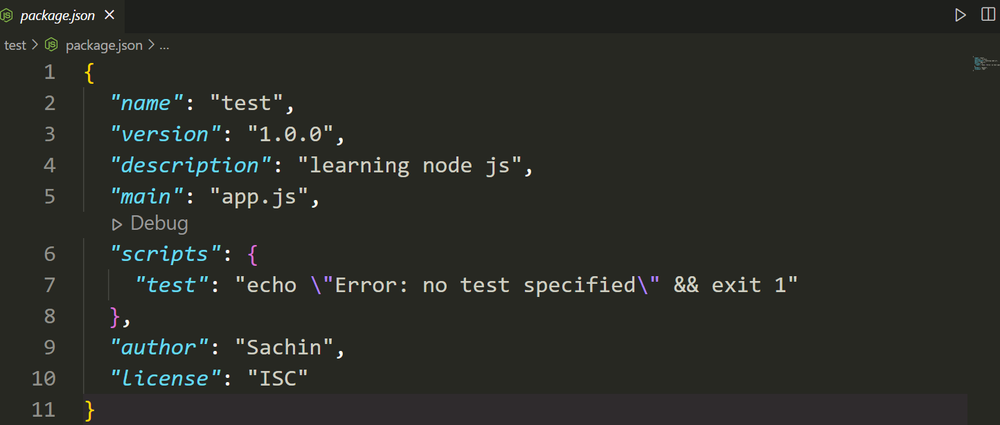 package.json
test > package.json > ...
1 {
2 "name": "test",
3 "version": "1.0.0",
4 "description": "learning node js",
5 "main": "app.js",
Debug
6 "scripts": {
7 "test": "echo \"Error: no test specified\" && exit 1"
8 },
9 "author": "Sachin",
10 "license": "ISC"
11 }